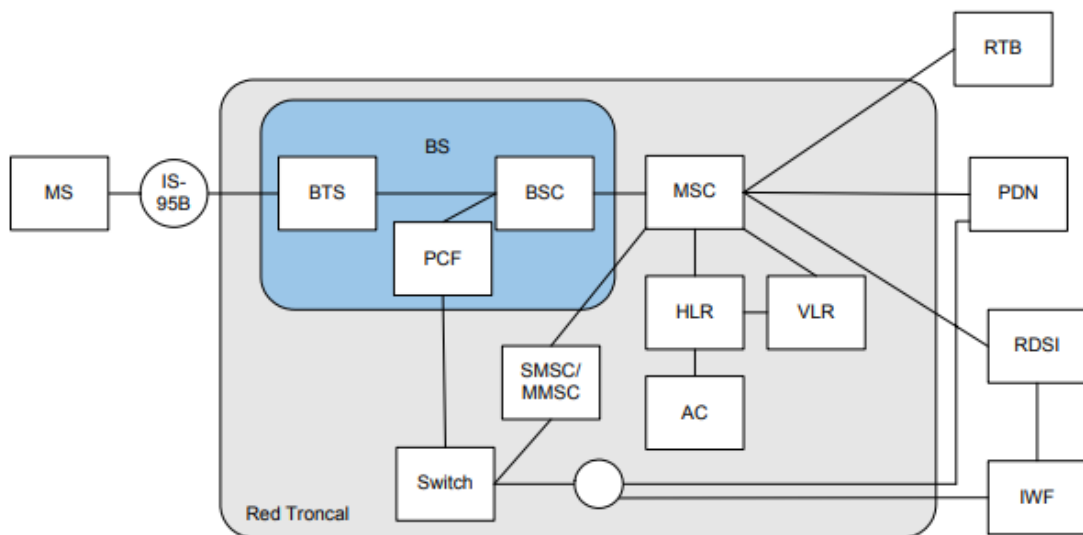 RTB
BS
MS
IS-
95B
BTS
BSC
MSC
PDN
PCF
HLR
VLR
RDSI
SMSC/
MMSC
AC
Switch
IWF
Red Troncal